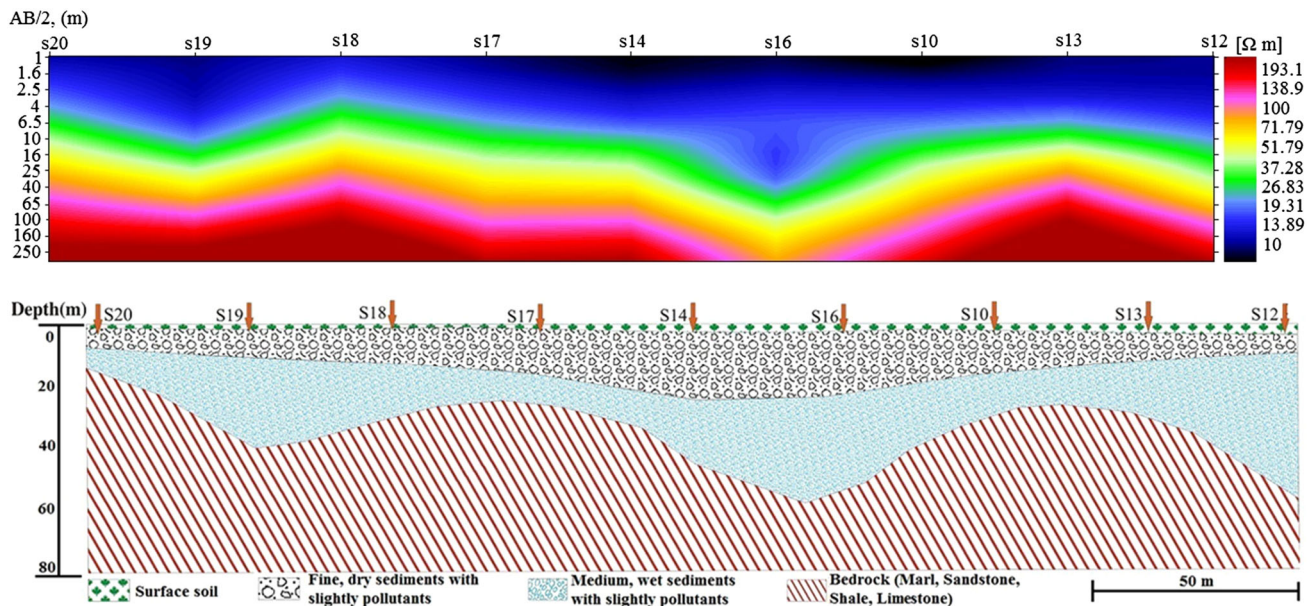 AB/2, (m)
s20 s19 s18 s17 s14 s16 s10 s13 s12 [Ω m]
1
1.6
2.5
4
6.5
10
16
25
40
65
100
160
250
193.1
138.9
100
71.79
51.79
37.28
26.83
19.31
13.89
10
Depth(m) S20 S19 S18 S17 S14 S16 S10 S13 S12
0
20
40
60
80
Surface soil
Fine, dry sediments with
slightly pollutants
Medium, wet sediments
with slightly pollutants
Bedrock (Marl, Sandstone,
Shale, Limestone)
50 m